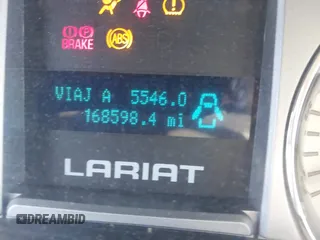 BRAKE
ABS
VIAJ A 5546.0
168598.4 mi
LARIAT
DREAMBID